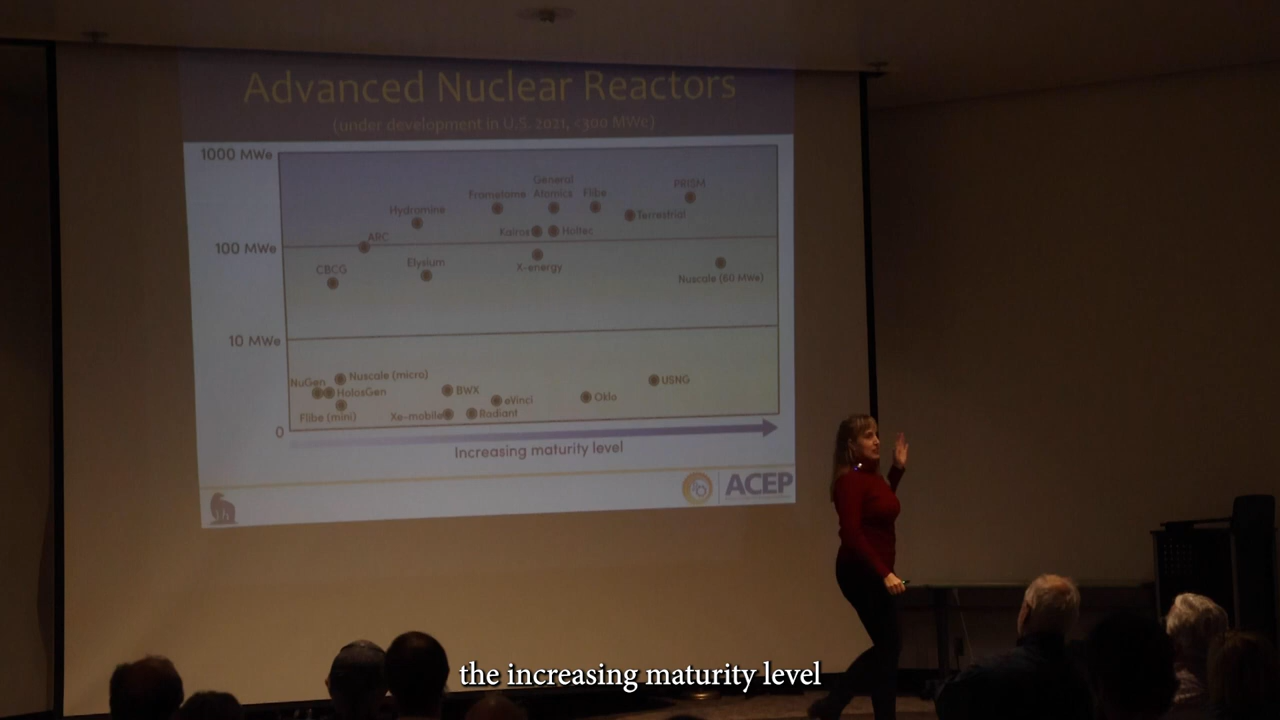 Advanced Nuclear Reactors
(under development in U.S. 2021, <300 MWe)
1000 MWe
General
Atomics
Flibe
PRISM
Framatome
Hydromine
Terrestrial
Kairos
Holtec
ARC
100 MWe
CBCG
Elysium
X-energy
Nuscale (60 MWe)
10 MWe
NuGen
Nuscale (micro)
HolosGen
BWX
USNG
eVinci
Oklo
Flibe (mini)
Xe-mobile
Radiant
0
Increasing maturity level
ACEP
the increasing maturity level